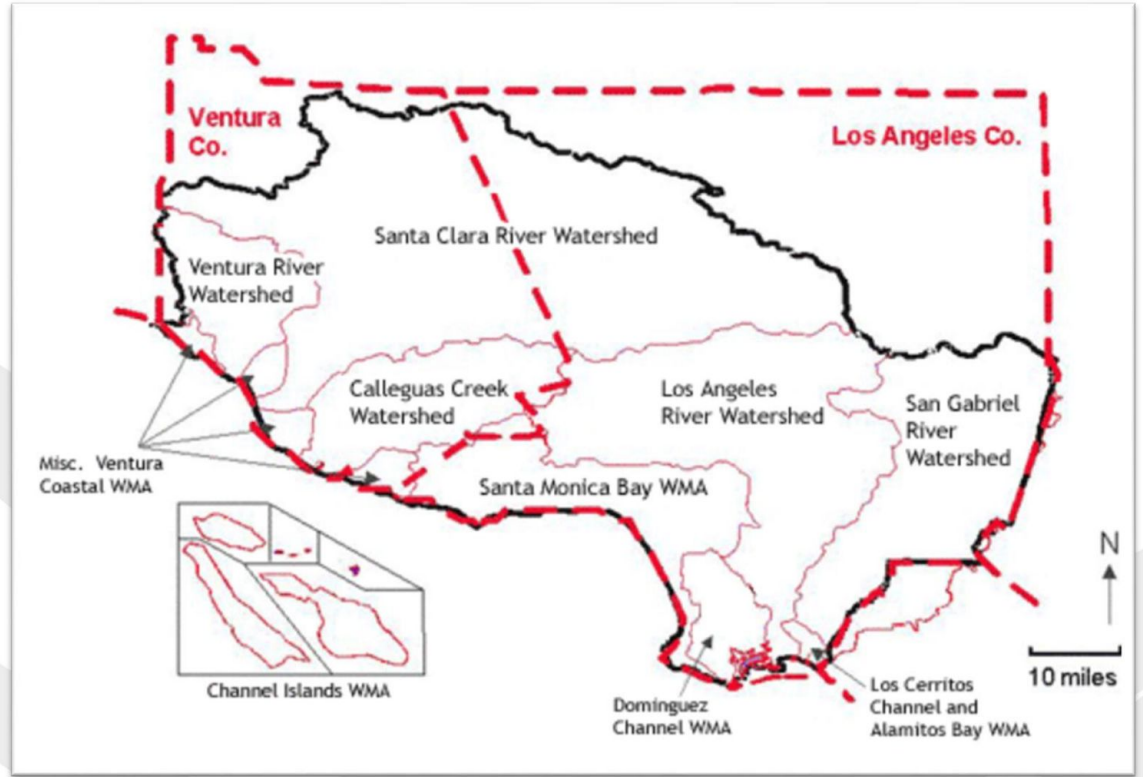 Ventura
Co.
Los Angeles Co.
Santa Clara River Watershed
Ventura River
Watershed
Calleguas Creek
Watershed
Los Angeles
River Watershed
San Gabriel
River
Watershed
Misc. Ventura
Coastal WMA
Santa Monica Bay WMA
N
10 miles
Channel Islands WMA
Dominguez
Channel WMA
Los Cerritos
Channel and
Alamitos Bay WMA